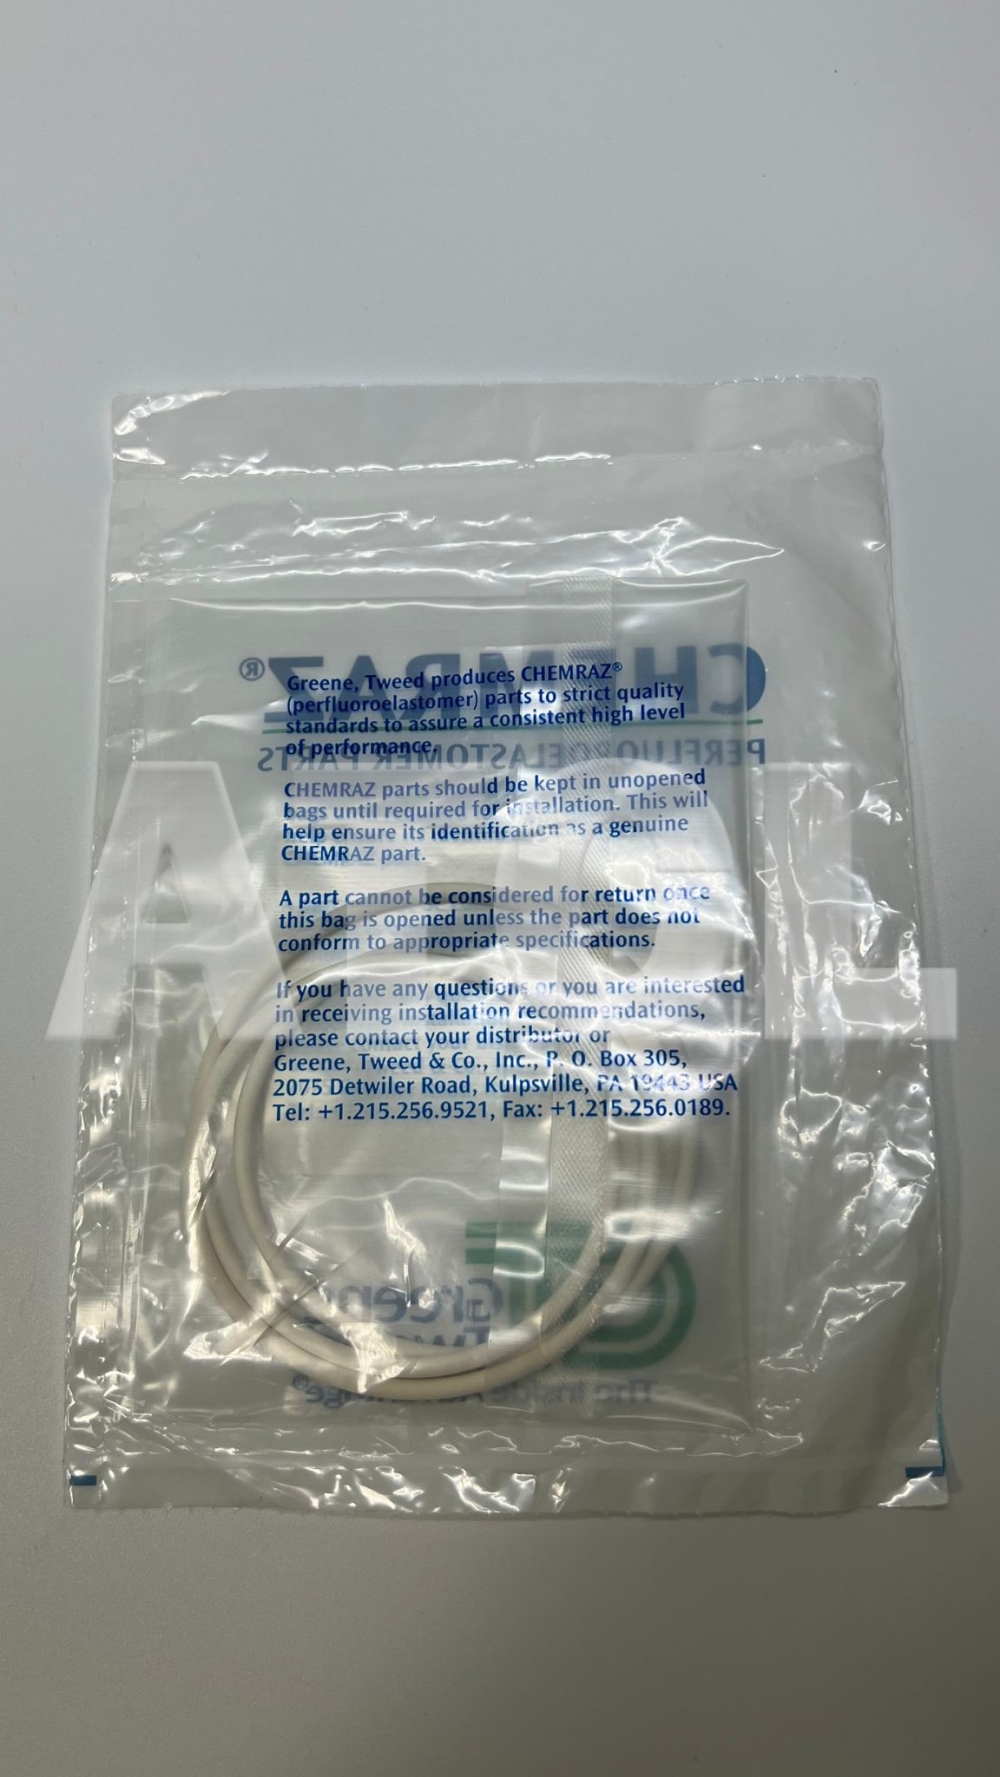 CHEMRAZ®
PERFLUOROELASTOMER PARTS
Greene, Tweed produces CHEMRAZ®
(perfluoroelastomer) parts to strict quality
standards to assure a consistent high level
of performance.
CHEMRAZ parts should be kept in unopened
bags until required for installation. This will
help ensure its identification as a genuine
CHEMRAZ part.
A part cannot be considered for return once
this bag is opened unless the part does not
conform to appropriate specifications.
If you have any questions or you are interested
in receiving installation recommendations,
please contact your distributor or
Greene, Tweed & Co., Inc., P. O. Box 305,
2075 Detwiler Road, Kulpsville, PA 19443 USA
Tel: +1.215.256.9521, Fax: +1.215.256.0189.
Greene
Tweed
The Inside Advantage®